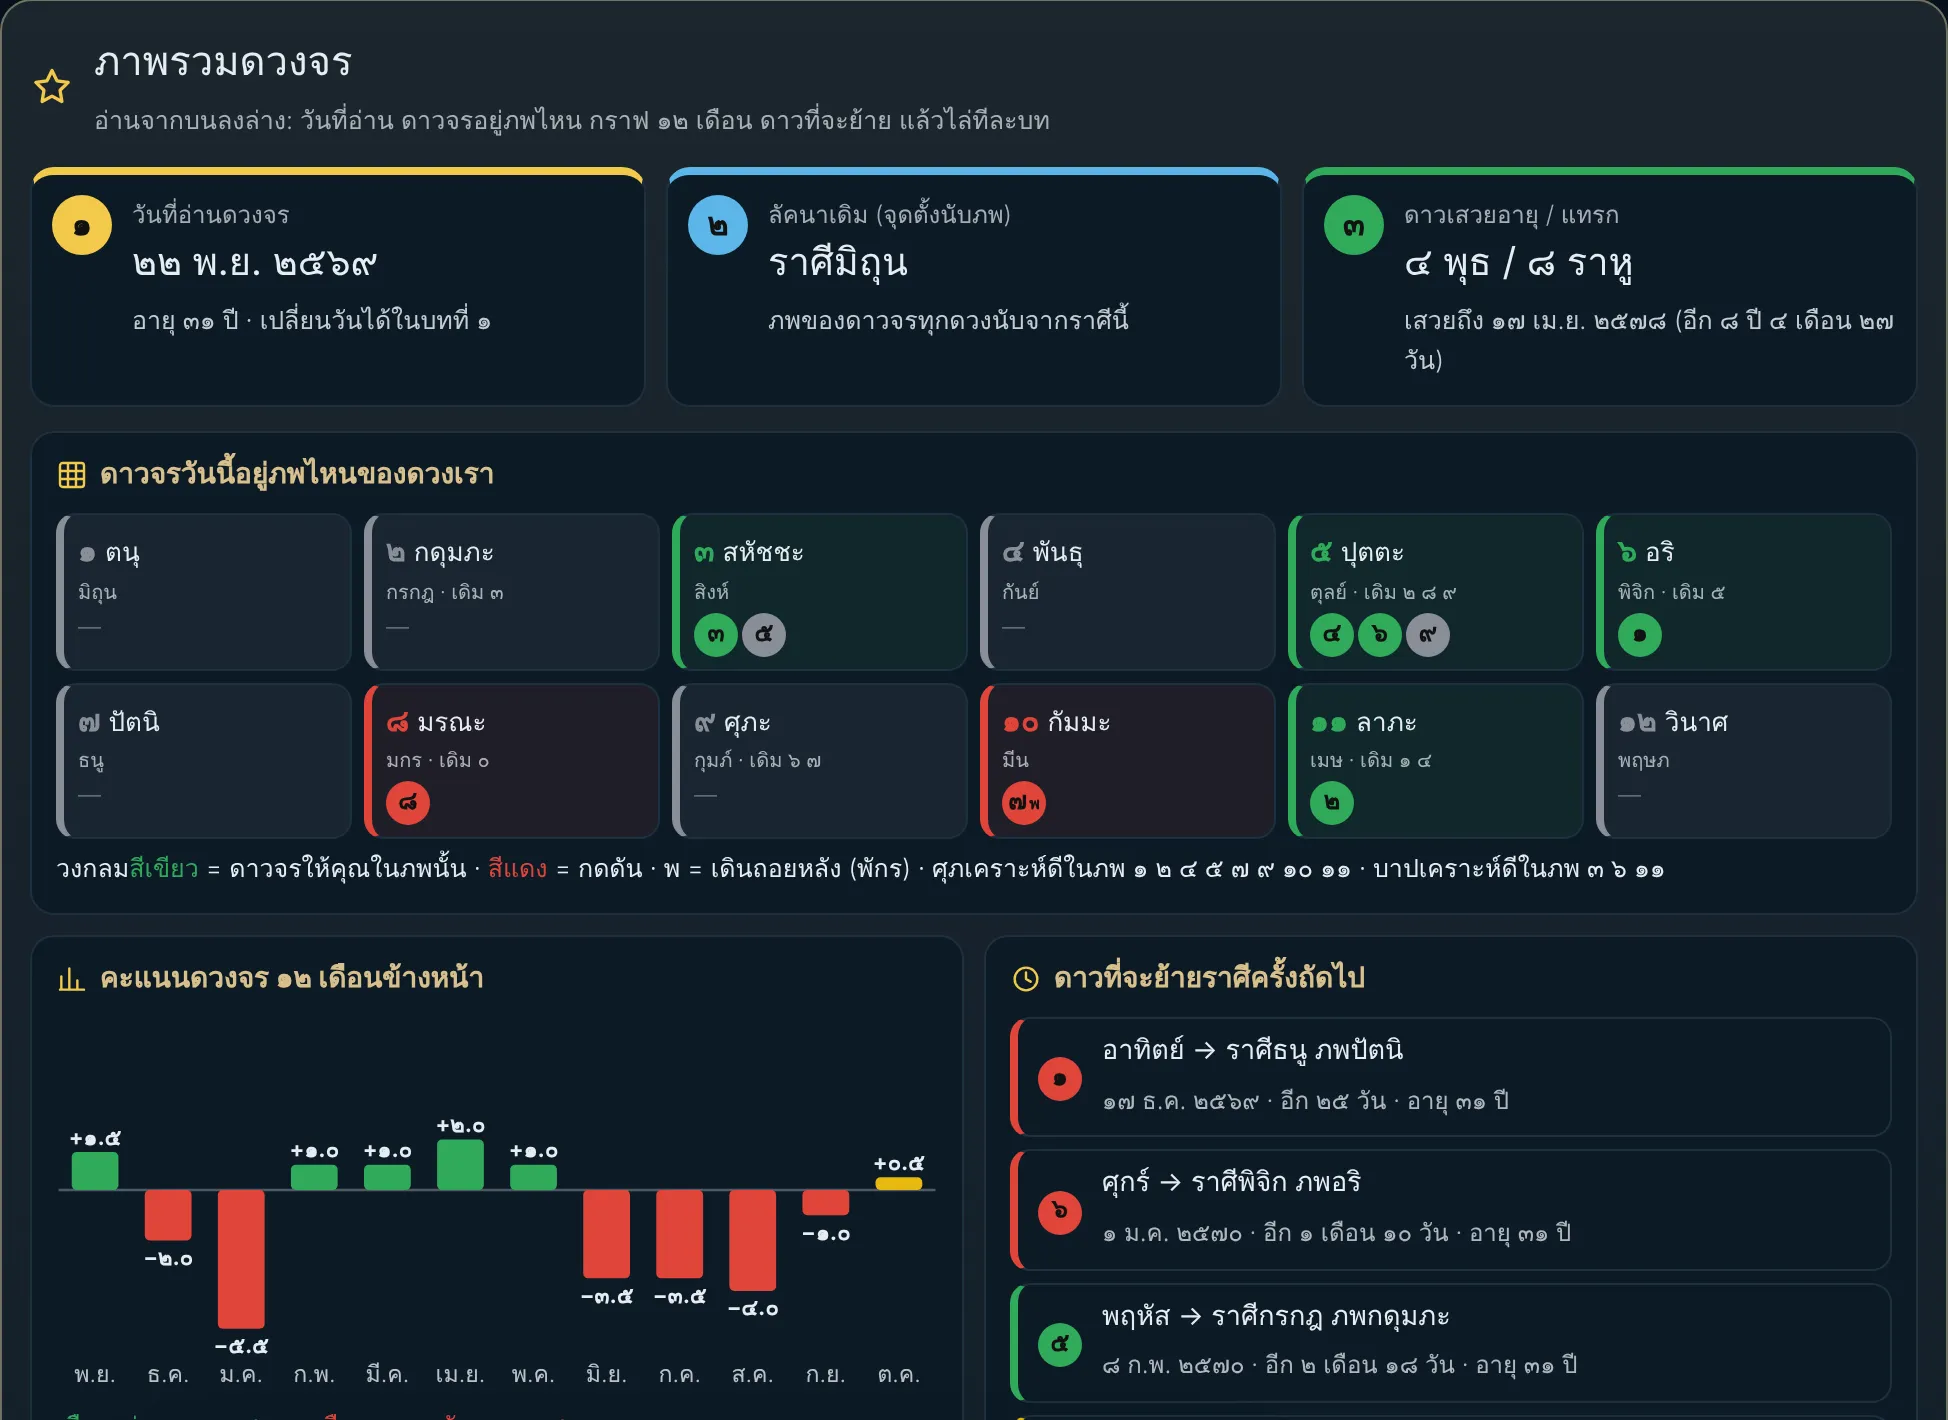 ภาพรวมดวงจร
อ่านจากบนลงล่าง: วันที่อ่าน ดาวจรอยู่ภพไหน กราฟ ๑๒ เดือน ดาวที่จะย้าย แล้วไล่ทีละบท
๑
วันที่อ่านดวงจร
๒๒ พ.ย. ๒๕๖๙
อายุ ๓๑ ปี · เปลี่ยนวันได้ในบทที่ ๑
๒
ลัคนาเดิม (จุดตั้งนับภพ)
ราศีมิถุน
ภพของดาวจรทุกดวงนับจากราศีนี้
๓
ดาวเสวยอายุ / แทรก
๔ พุธ / ๘ ราหู
เสวยถึง ๑๗ เม.ย. ๒๕๗๘ (อีก ๘ ปี ๔ เดือน ๒๗
วัน)
ดาวจรวันนี้อยู่ภพไหนของดวงเรา
๑ ตนุ
มิถุน
—
๒ กดุมภะ
กรกฎ · เดิม ๓
—
๓ สหัชชะ
สิงห์
๓ ๕
๔ พันธุ
กันย์
—
๕ ปุตตะ
ตุลย์ · เดิม ๒ ๘ ๙
๔ ๖ ๙
๖ อริ
พิจิก · เดิม ๕
๑
๗ ปัตนิ
ธนู
—
๘ มรณะ
มกร · เดิม ๐
๘
๙ ศุภะ
กุมภ์ · เดิม ๖ ๗
—
๑๐ กัมมะ
มีน
๗พ
๑๑ ลาภะ
เมษ · เดิม ๑ ๔
๒
๑๒ วินาศ
พฤษภ
—
วงกลมสีเขียว = ดาวจรให้คุณในภพนั้น · สีแดง = กดดัน · พ = เดินถอยหลัง (พักร) · ศุภเคราะห์ดีในภพ ๑ ๒ ๔ ๕ ๗ ๙ ๑๐ ๑๑ · บาปเคราะห์ดีในภพ ๓ ๖ ๑๑
คะแนนดวงจร ๑๒ เดือนข้างหน้า
+๑.๕ −๒.๐ −๕.๕ +๑.๐ +๑.๐ +๒.๐ +๑.๐ −๓.๕ −๓.๕ −๔.๐ −๑.๐ +๐.๕
พ.ย. ธ.ค. ม.ค. ก.พ. มี.ค. เม.ย. พ.ค. มิ.ย. ก.ค. ส.ค. ก.ย. ต.ค.
ดาวที่จะย้ายราศีครั้งถัดไป
๑
อาทิตย์ → ราศีธนู ภพปัตนิ
๑๗ ธ.ค. ๒๕๖๙ · อีก ๒๕ วัน · อายุ ๓๑ ปี
๖
ศุกร์ → ราศีพิจิก ภพอริ
๑ ม.ค. ๒๕๗๐ · อีก ๑ เดือน ๑๐ วัน · อายุ ๓๑ ปี
๕
พฤหัส → ราศีกรกฎ ภพกดุมภะ
๘ ก.พ. ๒๕๗๐ · อีก ๒ เดือน ๑๘ วัน · อายุ ๓๑ ปี